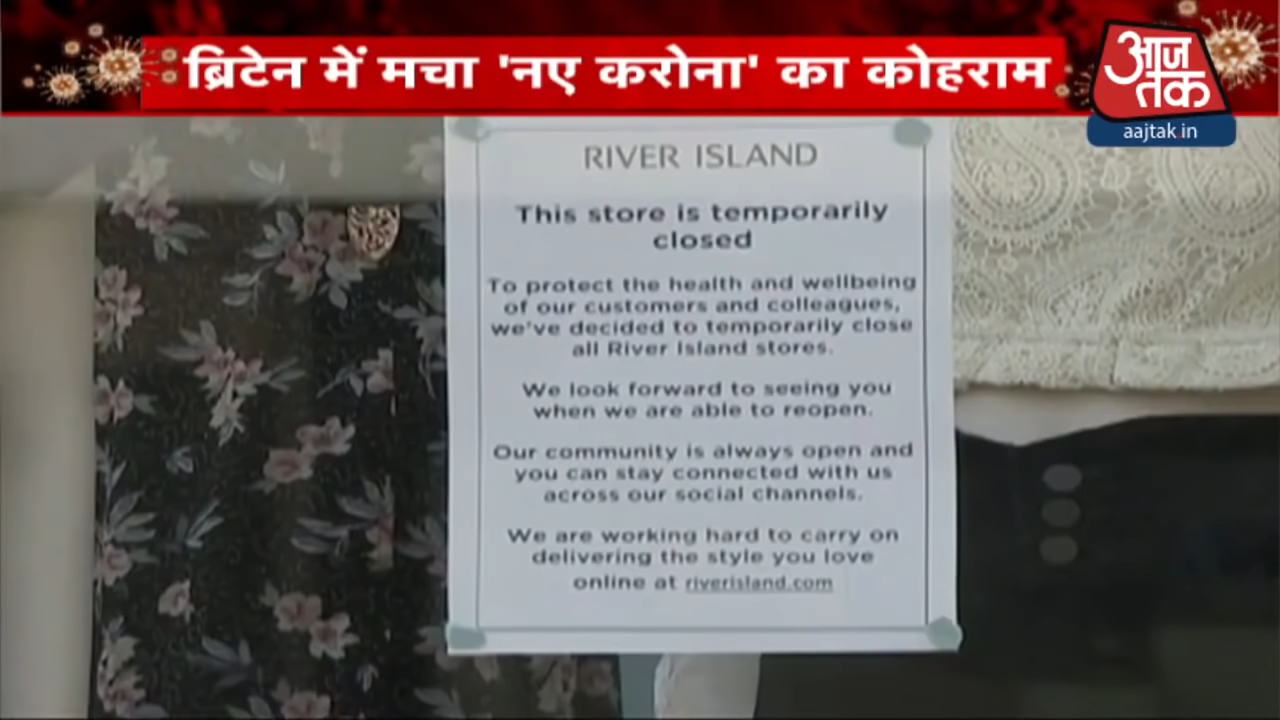 ब्रिटेन में मचा 'नए करोना' का कोहराम
आज
तक
aajtak.in
RIVER ISLAND
This store is temporarily
closed
To protect the health and wellbeing
of our customers and colleagues,
we've decided to temporarily close
all River Island stores.
We look forward to seeing you
when we are able to reopen.
Our community is always open and
you can stay connected with us
across our social channels.
We are working hard to carry on
delivering the style you love
online at riverisland.com